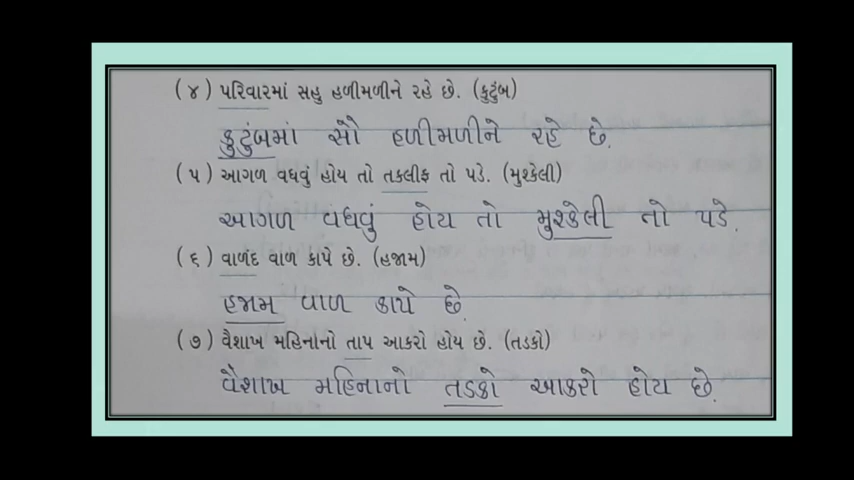 (૪) પરિવારમાં સહુ હળીમળીને રહે છે. (કુટુંબ)
કુટુંબમાં સૌ હળીમળીને રહે છે.
(૫) આગળ વધવું હોય તો તકલીફ તો પડે. (મુશ્કેલી)
આગળ વધવું હોય તો મુશ્કેલી તો પડે.
(૬) વાળંદ વાળ કાપે છે. (હજામ)
હજામ વાળ કાપે છે.
(૭) વૈશાખ મહિનાનો તાપ આકરો હોય છે. (તડકો)
વૈશાખ મહિનાનો તડકો આકરો હોય છે.